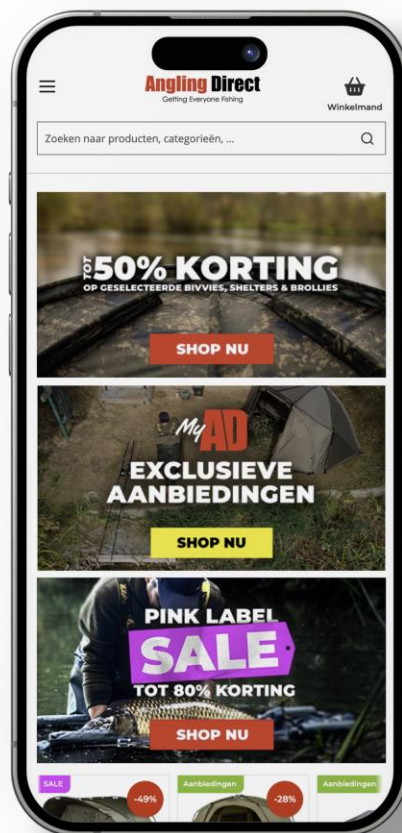 Angling Direct
Getting Everyone Fishing
Winkelmand
Zoeken naar producten, categorieën, ...
TOT 50% KORTING
OP GESELECTEERDE BIVVIES, SHELTERS & BROLLIES
SHOP NU
My AD
EXCLUSIEVE
AANBIEDINGEN
SHOP NU
PINK LABEL
SALE
TOT 80% KORTING
SHOP NU
SALE
-49%
Aanbiedingen
-28%
Aanbiedingen